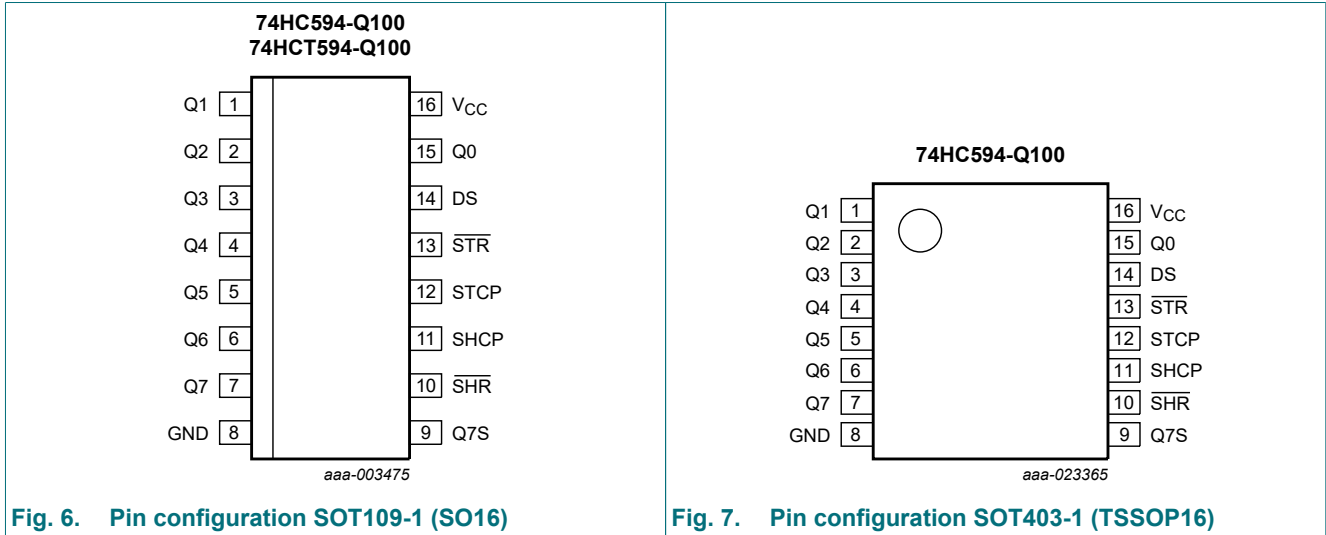 74HC594-Q100
74HCT594-Q100
Q1 1 16 VCC
Q2 2 15 Q0
Q3 3 14 DS
Q4 4 13 S̅T̅R̅
Q5 5 12 STCP
Q6 6 11 SHCP
Q7 7 10 S̅H̅R̅
GND 8 9 Q7S
aaa-003475
Fig. 6. Pin configuration SOT109-1 (SO16)
74HC594-Q100
Q1 1 16 VCC
Q2 2 15 Q0
Q3 3 14 DS
Q4 4 13 S̅T̅R̅
Q5 5 12 STCP
Q6 6 11 SHCP
Q7 7 10 S̅H̅R̅
GND 8 9 Q7S
aaa-023365
Fig. 7. Pin configuration SOT403-1 (TSSOP16)